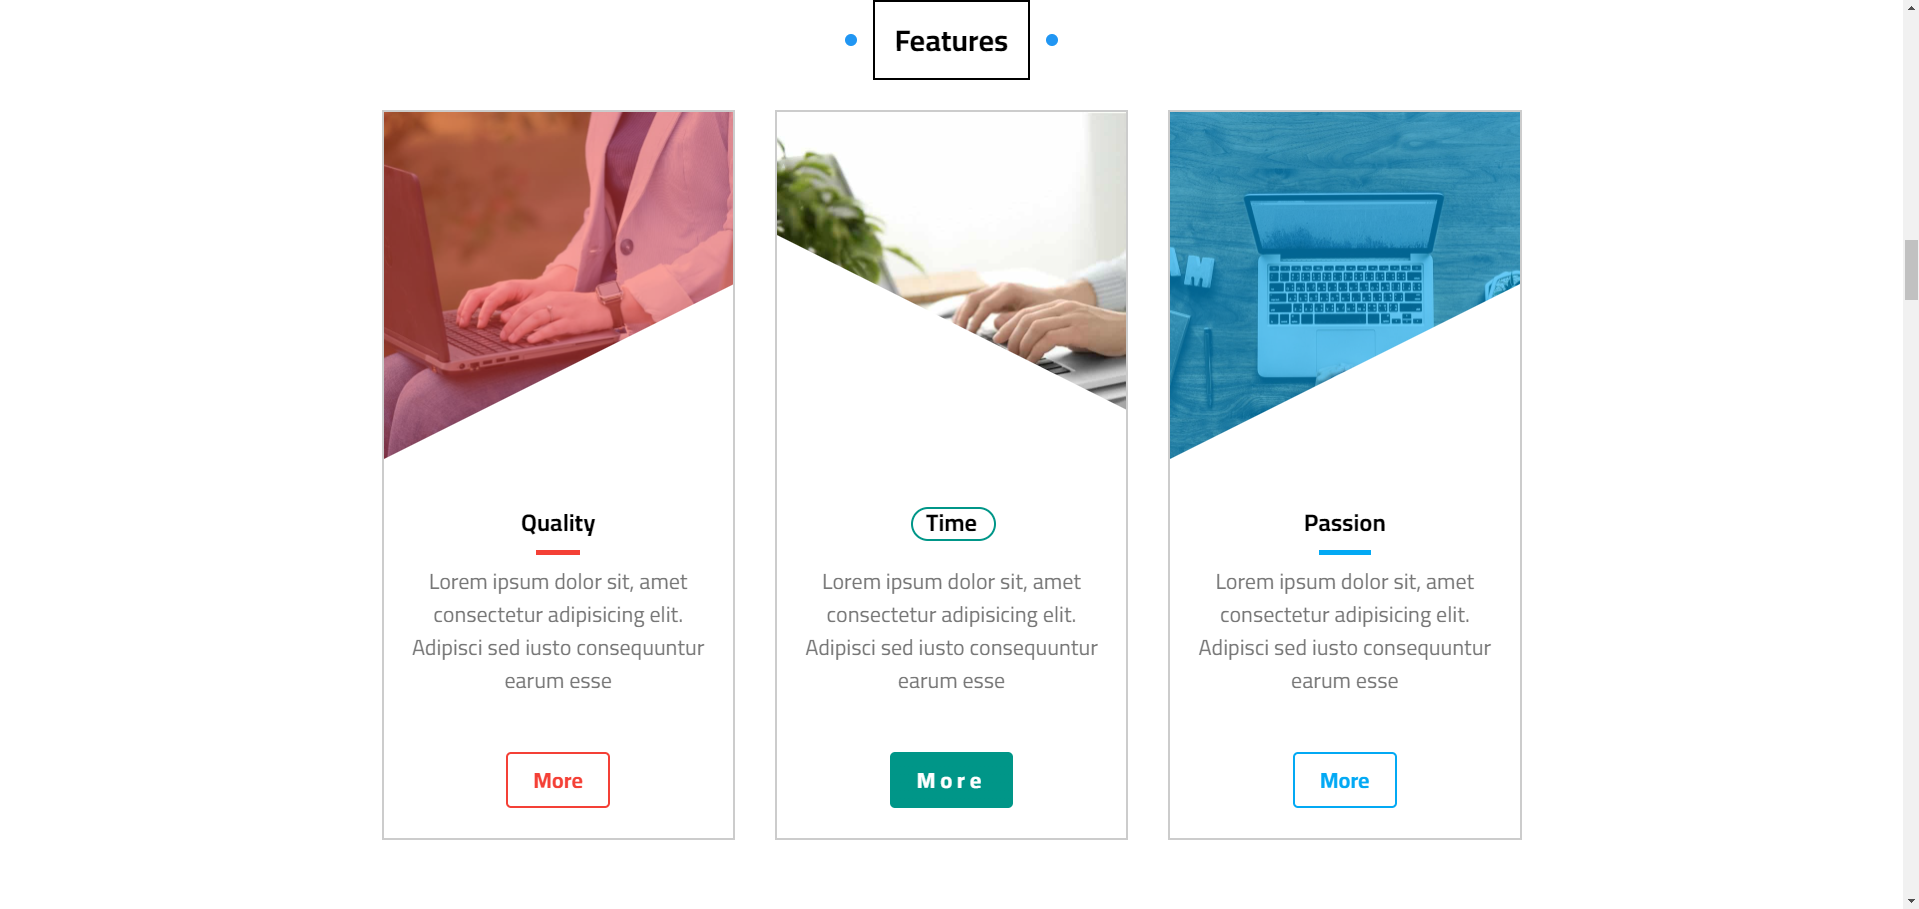 Features
Quality
Lorem ipsum dolor sit, amet
consectetur adipisicing elit.
Adipisci sed iusto consequuntur
earum esse
More
Time
Lorem ipsum dolor sit, amet
consectetur adipisicing elit.
Adipisci sed iusto consequuntur
earum esse
More
Passion
Lorem ipsum dolor sit, amet
consectetur adipisicing elit.
Adipisci sed iusto consequuntur
earum esse
More